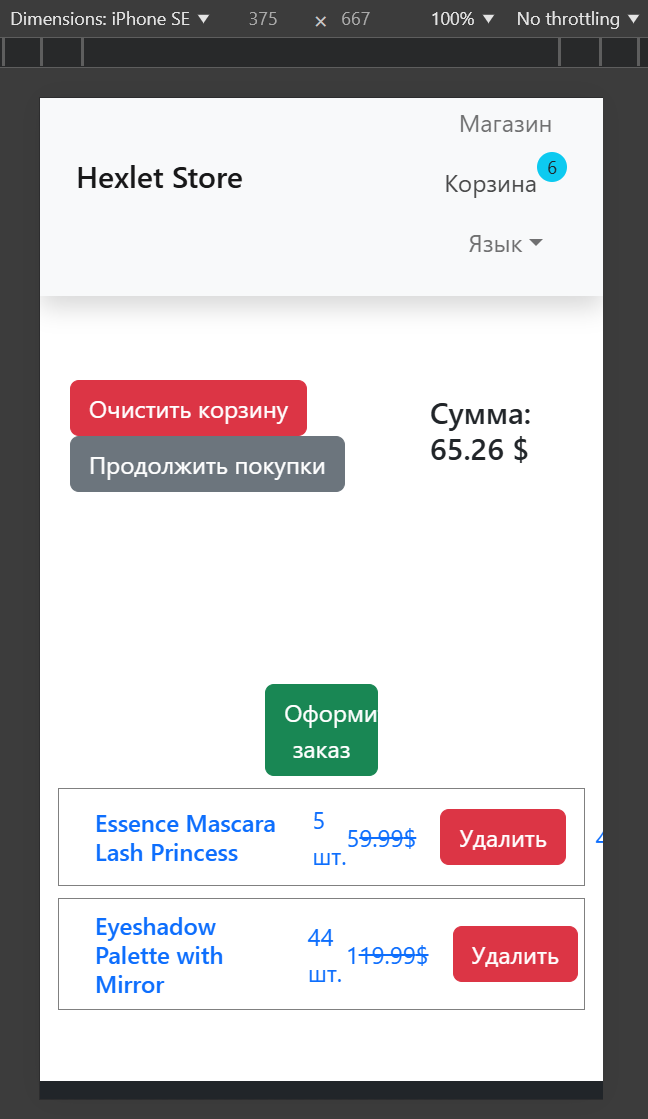 Dimensions: iPhone SE ▼ 375 × 667 100% ▼ No throttling ▼
Магазин
Hexlet Store
Корзина 6
Язык
Очистить корзину
Продолжить покупки
Сумма:
65.26 $
Оформи
заказ
Essence Mascara
Lash Princess
5
шт.
59.99$
Удалить
Eyeshadow
Palette with
Mirror
44
шт.
119.99$
Удалить